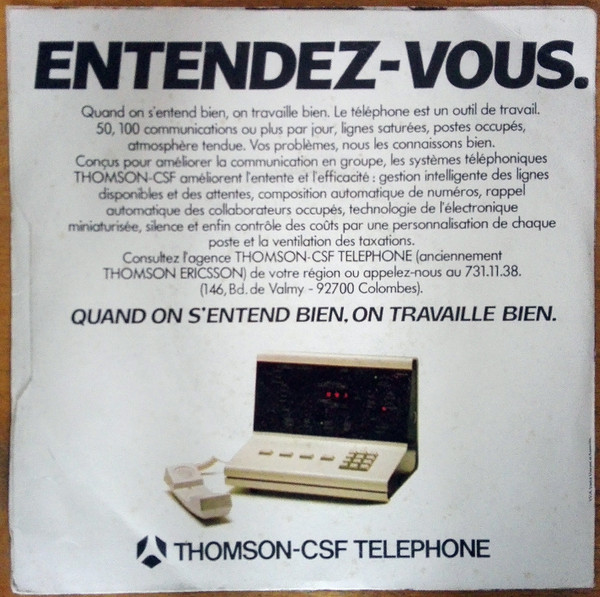 ENTENDEZ-VOUS.
Quand on s'entend bien, on travaille bien. Le téléphone est un outil de travail.
50, 100 communications ou plus par jour, lignes saturées, postes occupés,
atmosphère tendue. Vos problèmes, nous les connaissons bien.
Conçus pour améliorer la communication en groupe, les systèmes téléphoniques
THOMSON-CSF améliorent l'entente et l'efficacité : gestion intelligente des lignes
disponibles et des attentes, composition automatique de numéros, rappel
automatique des collaborateurs occupés, technologie de l'électronique
miniaturisée, silence et enfin contrôle des coûts par une personnalisation de chaque
poste et la ventilation des taxations.
Consultez l'agence THOMSON-CSF TELEPHONE (anciennement
THOMSON ERICSSON) de votre région ou appelez-nous au 731.11.38.
(146, Bd. de Valmy - 92700 Colombes).
QUAND ON S'ENTEND BIEN, ON TRAVAILLE BIEN.
THOMSON-CSF TELEPHONE